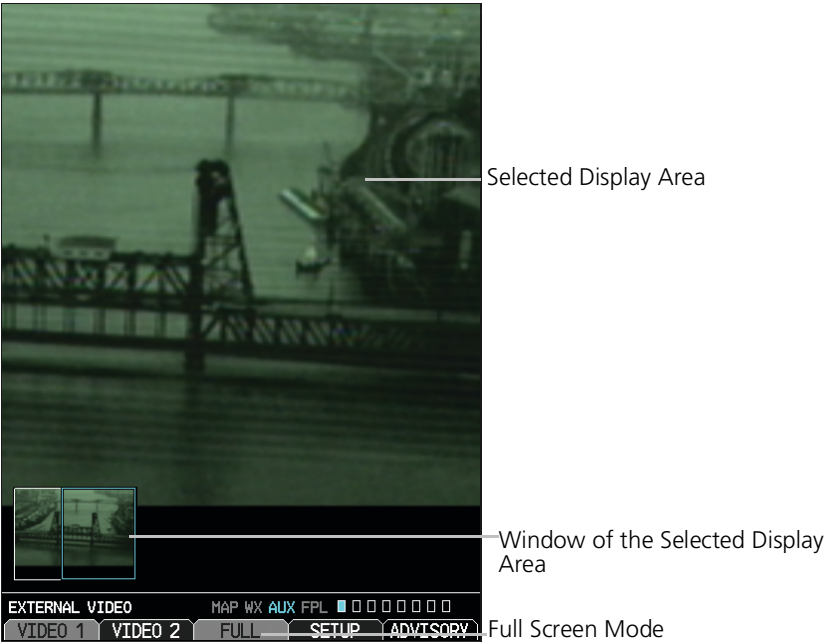 Selected Display Area
Window of the Selected Display
Area
EXTERNAL VIDEO MAP WX AUX FPL
VIDEO 1 VIDEO 2 FULL SETUP ADVISORY
Full Screen Mode